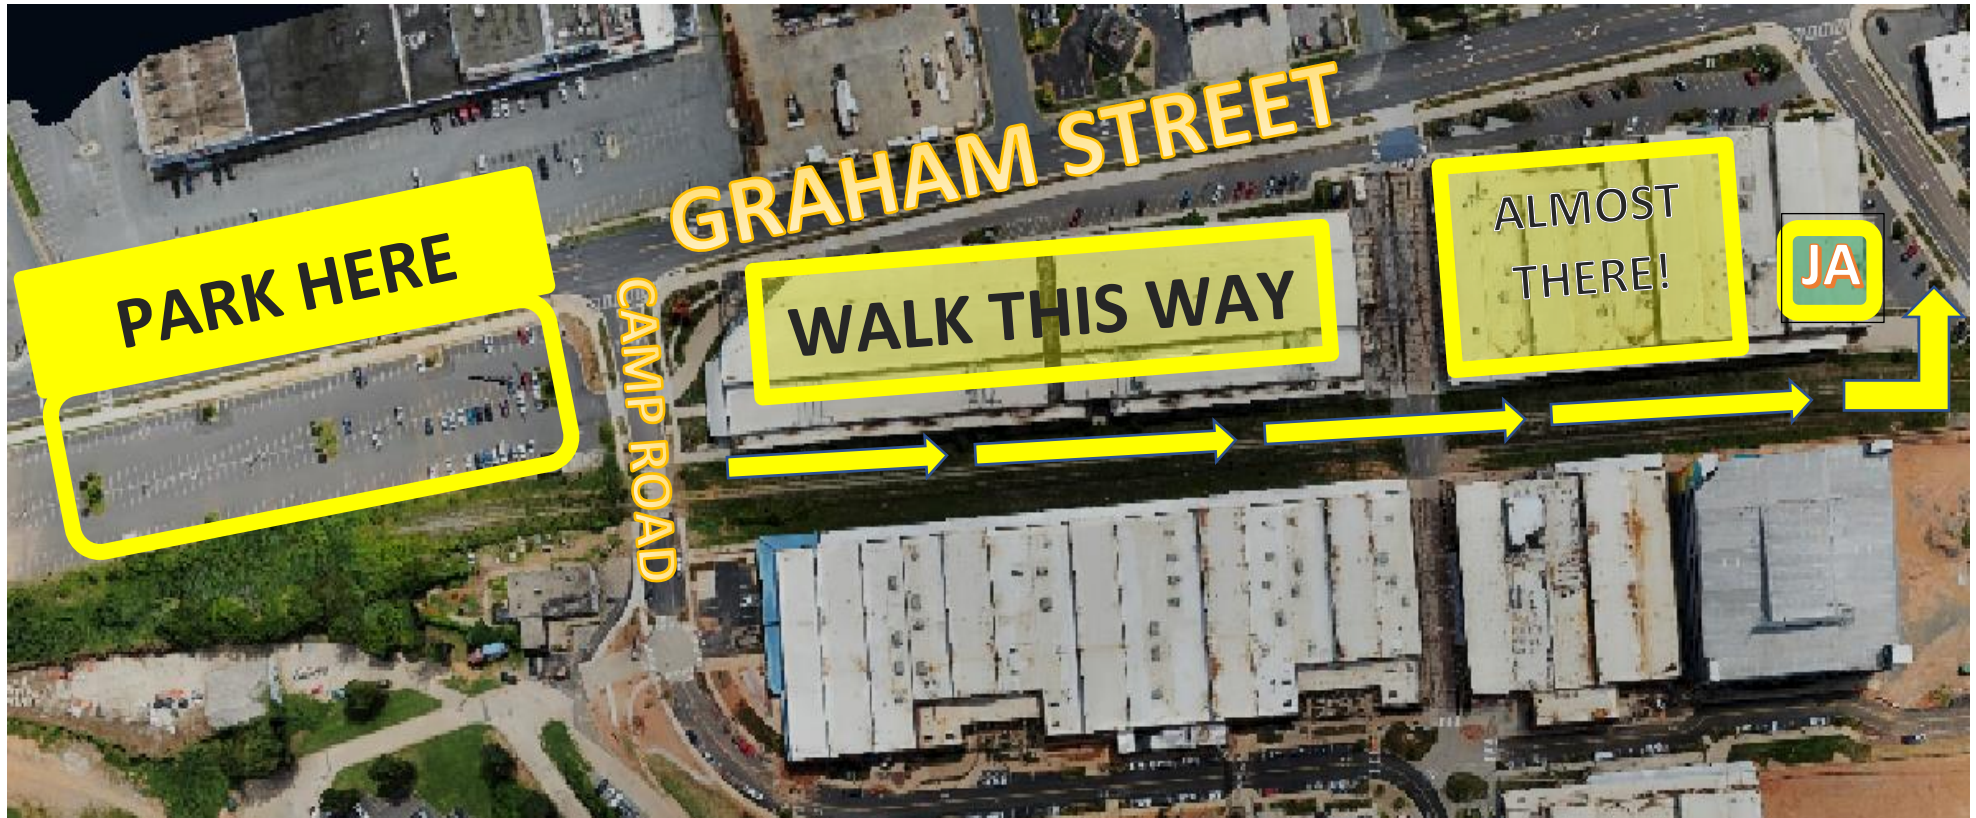 GRAHAM STREET
PARK HERE
CAMP ROAD
WALK THIS WAY
ALMOST
THERE!
JA